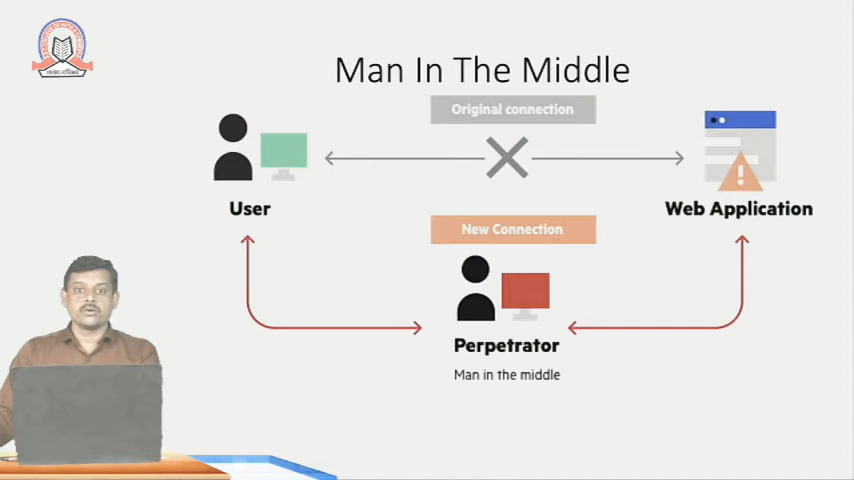 Man In The Middle
Original connection
User
Web Application
New Connection
Perpetrator
Man in the middle